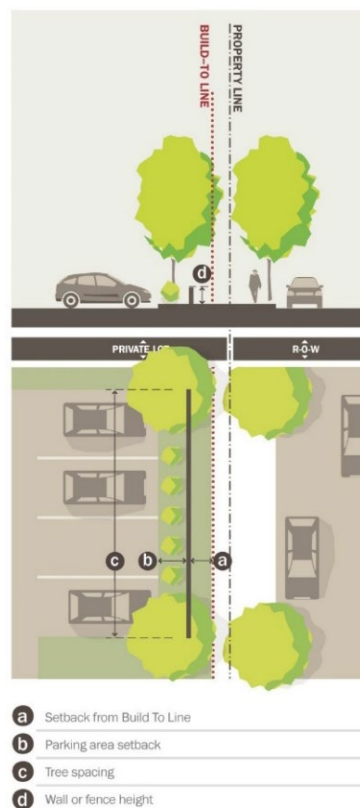 BUILD-TO LINE
PROPERTY LINE
d
PRIVATE LOT
R-O-W
c
b
a
a Setback from Build To Line
b Parking area setback
c Tree spacing
d Wall or fence height